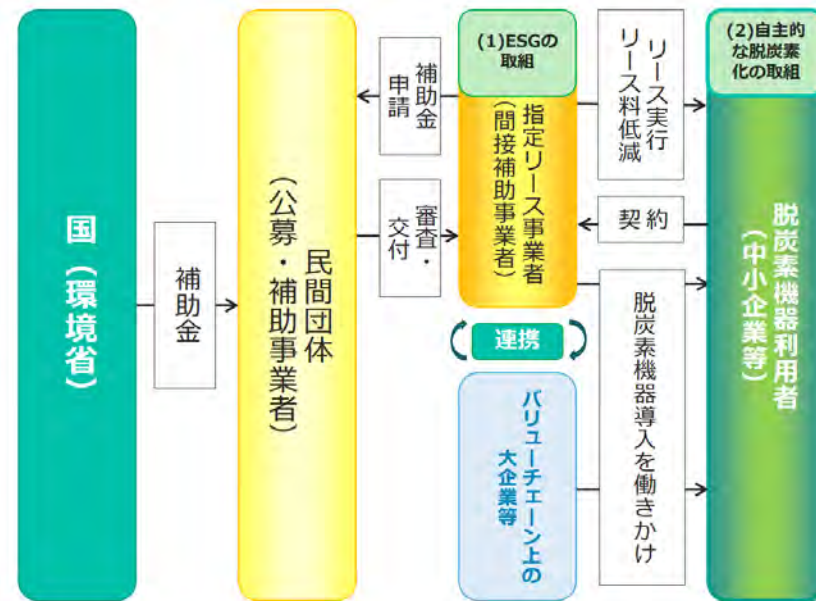 国（環境省）
補助金
民間団体
（公募・補助事業者）
補助金
申請
審査・
交付
(1)ESGの
取組
指定リース事業者
（間接補助事業者）
連携
バリューチェーン上の
大企業等
リース実行
リース料低減
契約
脱炭素機器導入を働きかけ
(2)自主的
な脱炭素
化の取組
脱炭素機器利用者
（中小企業等）